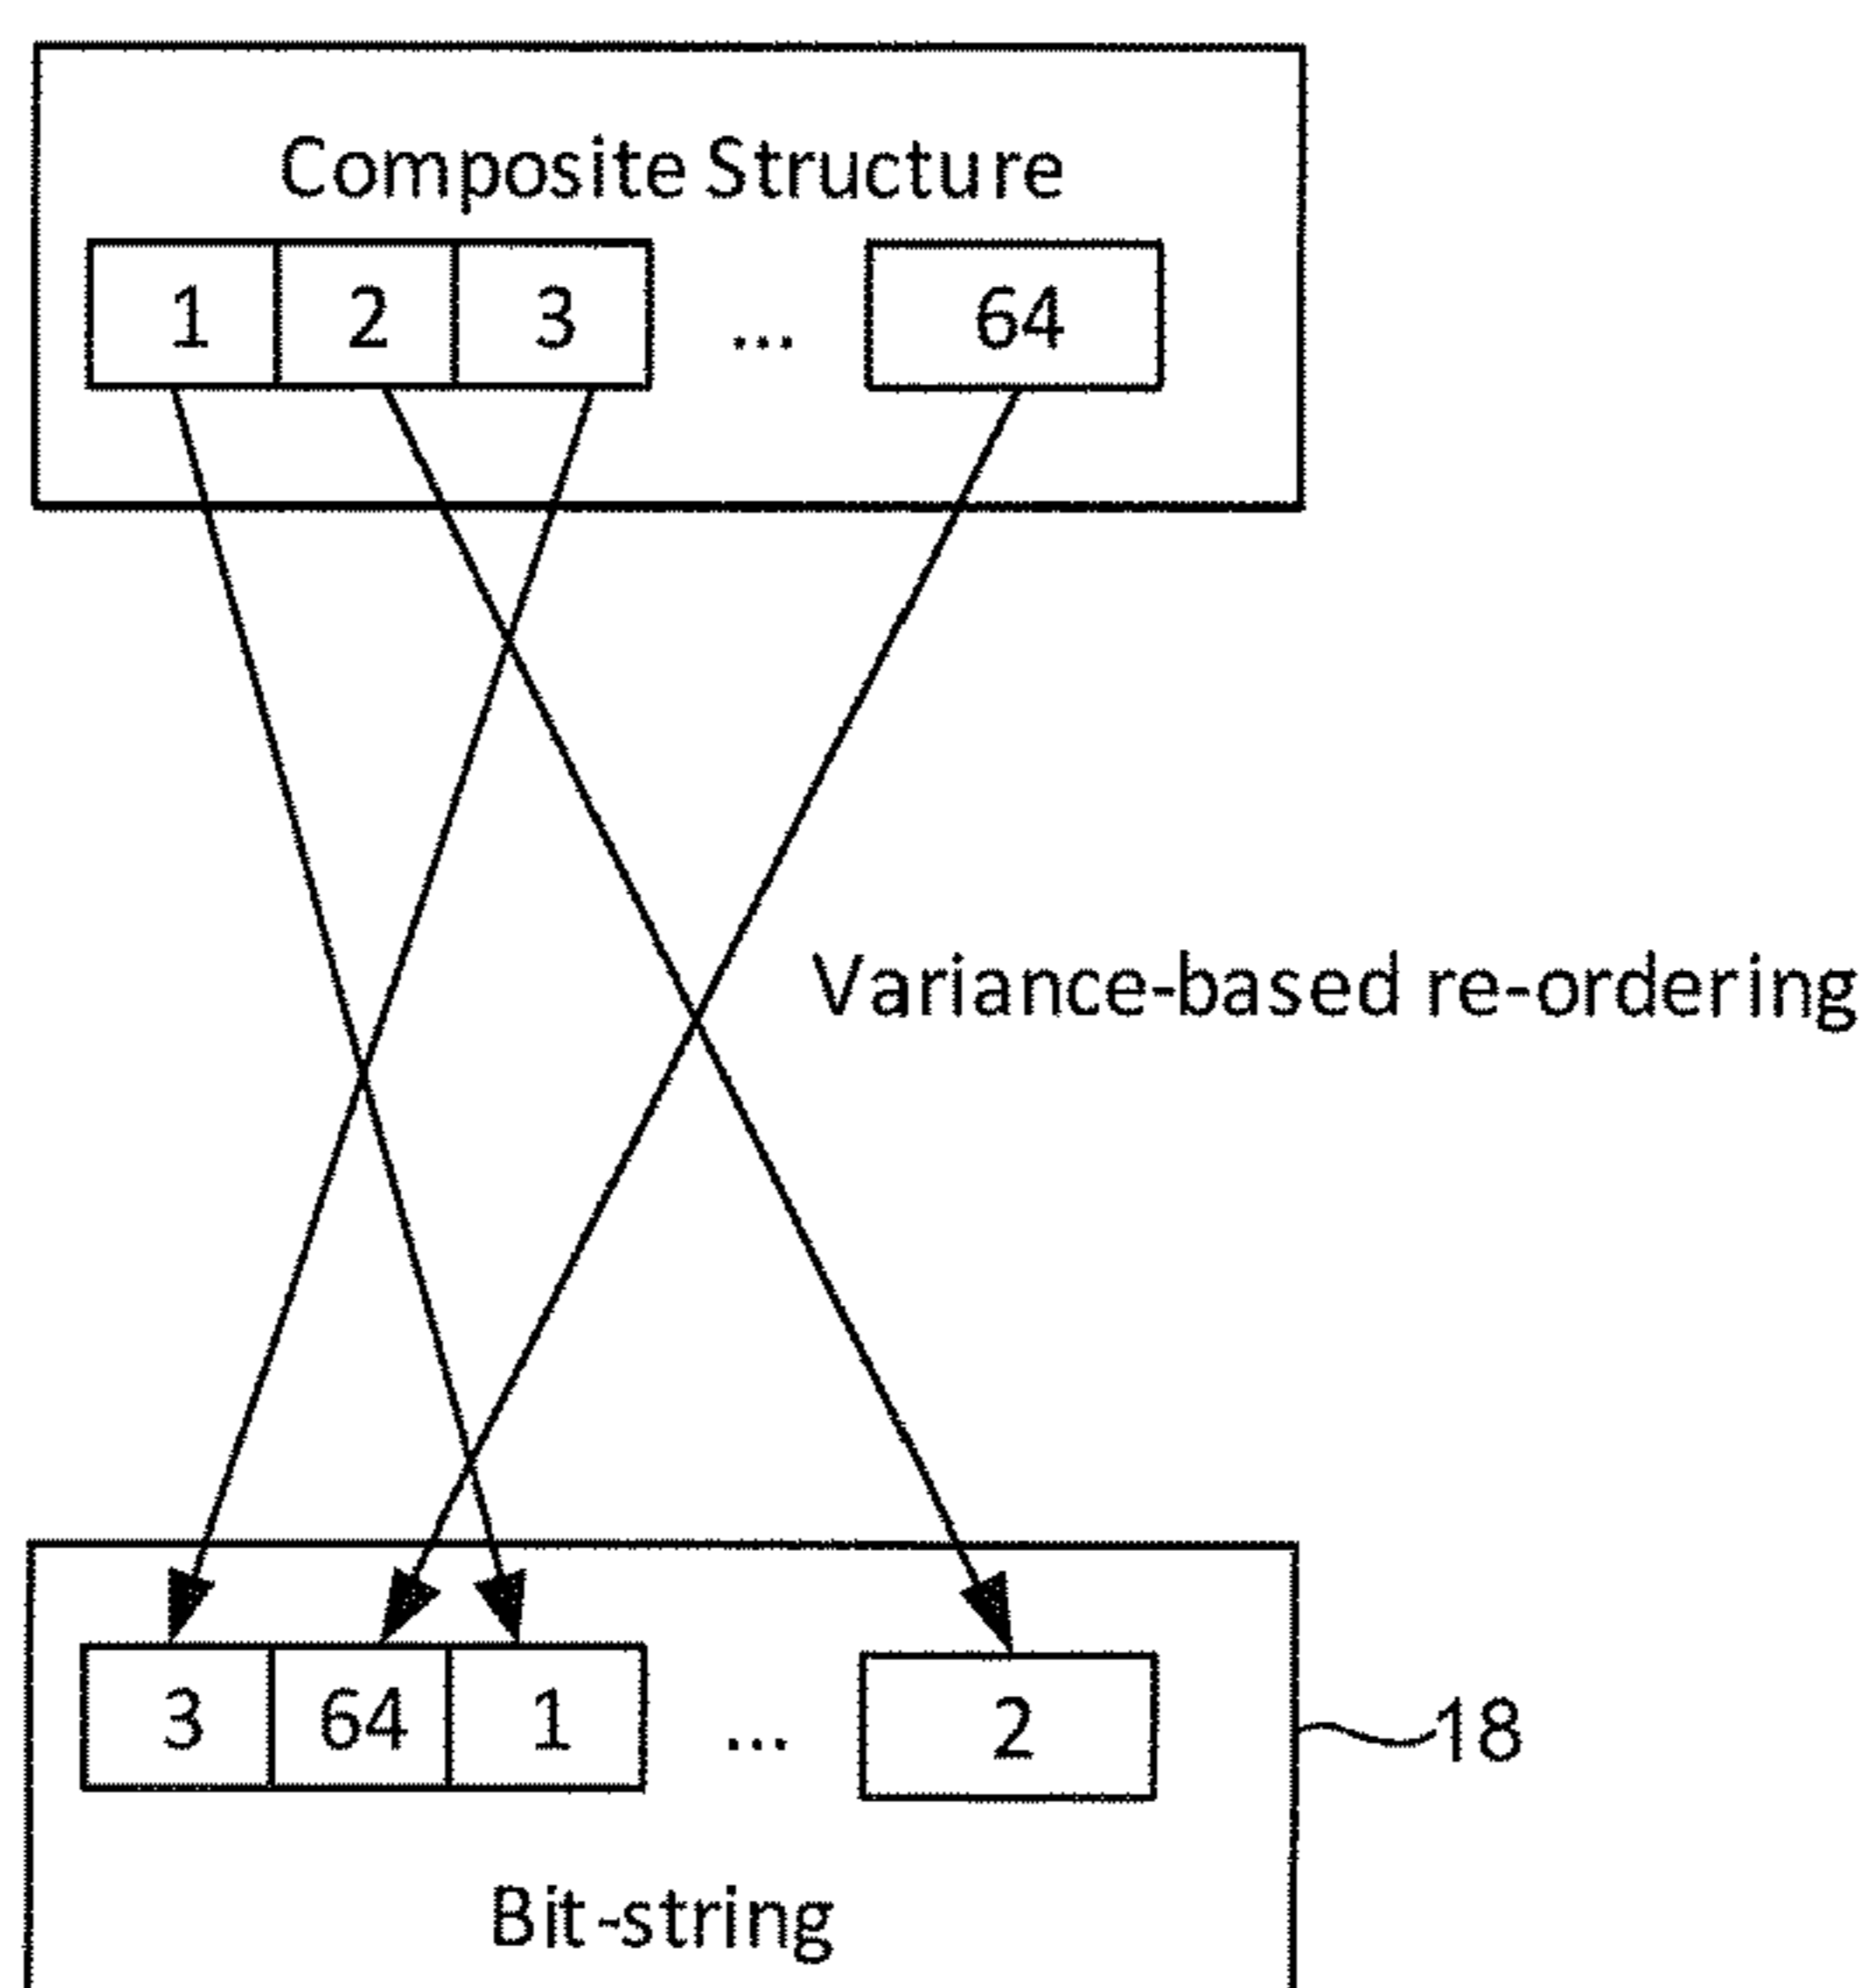 Composite Structure
1 2 3 ... 64
Variance-based re-ordering
3 64 1 ... 2
18
Bit-string